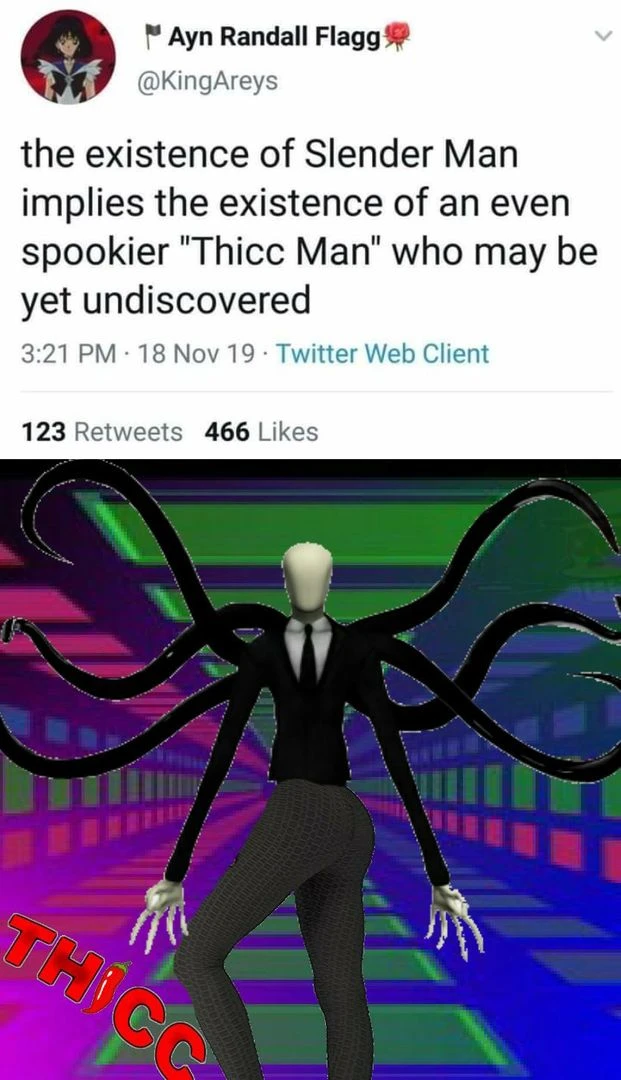 Ayn Randall Flagg
@KingAreys
the existence of Slender Man
implies the existence of an even
spookier "Thicc Man" who may be
yet undiscovered
3:21 PM · 18 Nov 19 · Twitter Web Client
123 Retweets 466 Likes
THICC